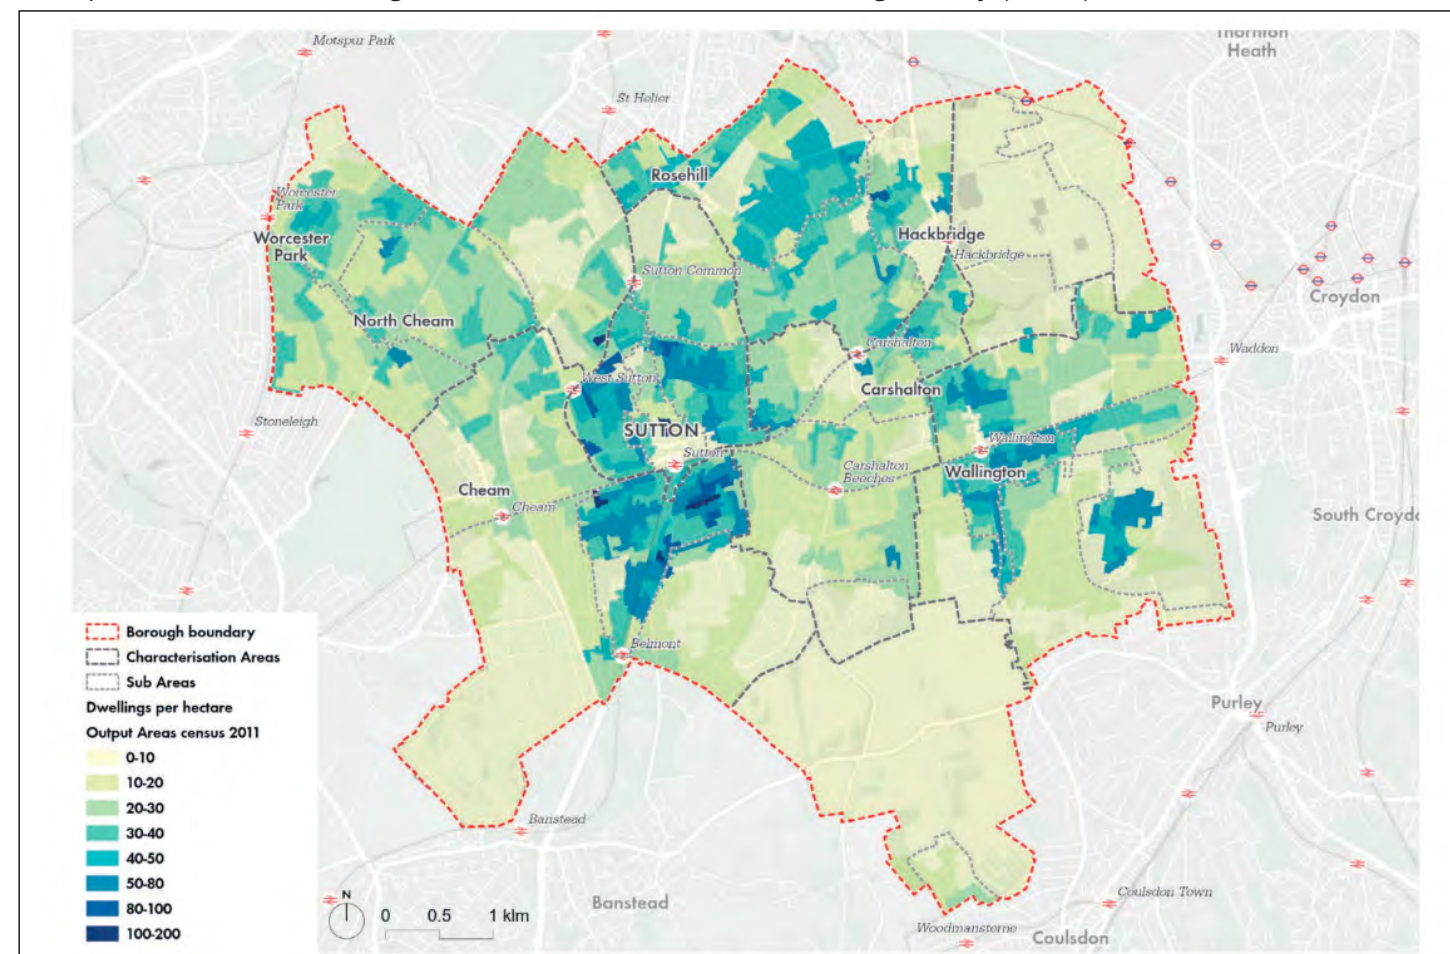 Motspur Park
Thornton
Heath
St Helier
Rosehill
Worcester
Park
Worcester
Park
Hackbridge
Hackbridge
Sutton Common
Croydon
North Cheam
Carshalton
Waddon
West Sutton
Carshalton
Stoneleigh
SUTTON
Wallington
Sutton
Carshalton
Beeches
Wallington
Cheam
Cheam
South Croydo
Borough boundary
Characterisation Areas
Sub Areas
Dwellings per hectare
Output Areas census 2011
0-10
10-20
20-30
30-40
40-50
50-80
80-100
100-200
Belmont
Purley
Purley
Banstead
N
0 0.5 1 klm
Banstead
Coulsdon Town
Woodmansterne
Coulsdon